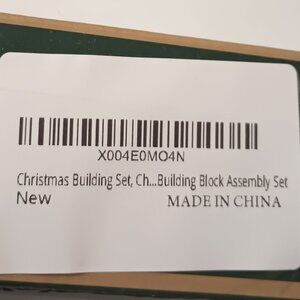 X004E0MO4N
Christmas Building Set, Ch...Building Block Assembly Set
New MADE IN CHINA